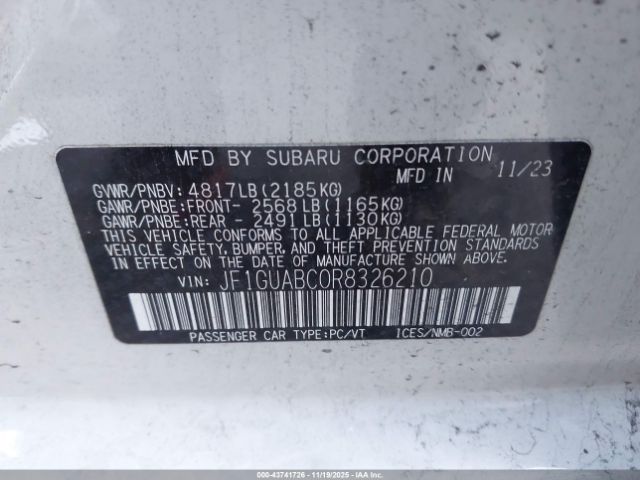 MFD BY SUBARU CORPORATION
MFD IN 11/23
GVWR/PNBV: 4817LB(2185KG)
GAWR/PNBE:FRONT- 2568LB(1165KG)
GAWR/PNBE:REAR - 2491LB(1130KG)
THIS VEHICLE CONFORMS TO ALL APPLICABLE FEDERAL MOTOR
VEHICLE SAFETY, BUMPER, AND THEFT PREVENTION STANDARDS
IN EFFECT ON THE DATE OF MANUFACTURE SHOWN ABOVE.
VIN: JF1GUABC0R8326210
PASSENGER CAR TYPE:PC/VT ICES/NMB-002
000-43741726 - 11/19/2025 - IAAI.COM